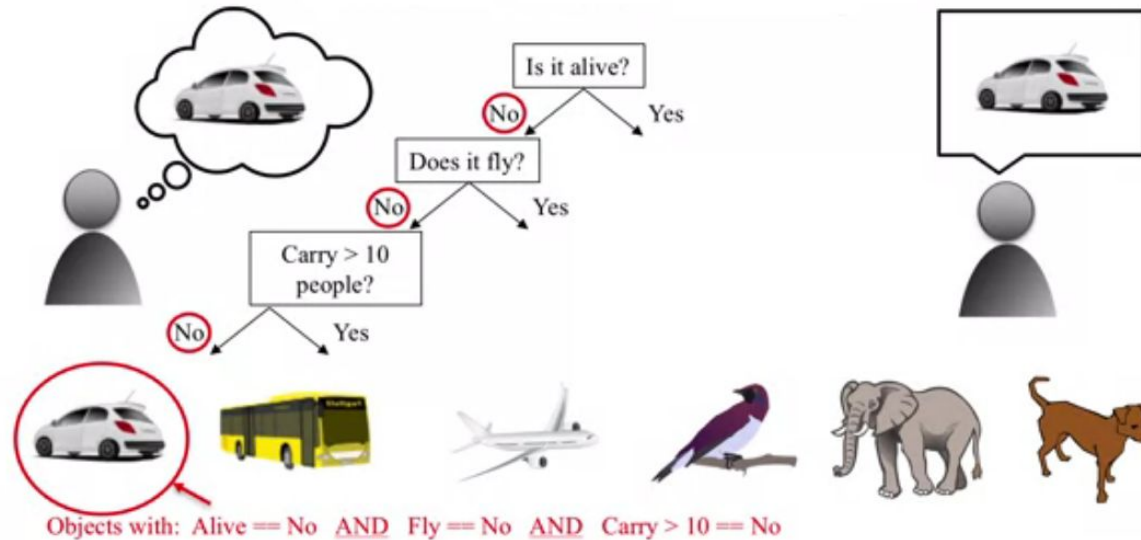 Is it alive?
No
Yes
Does it fly?
No
Yes
Carry > 10
people?
No
Yes
Stuttgart
Objects with: Alive == No AND Fly == No AND Carry > 10 == No